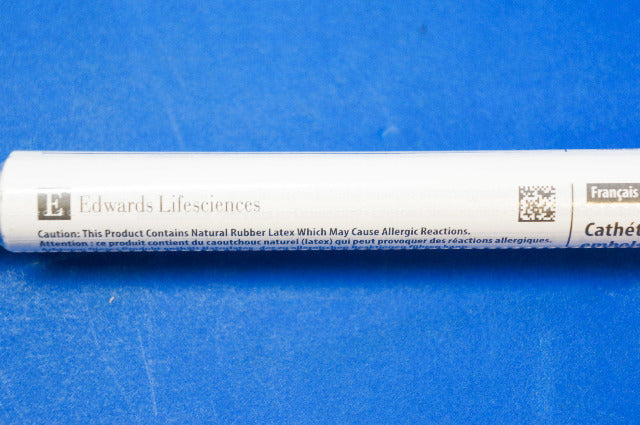 E Edwards Lifesciences
Caution: This Product Contains Natural Rubber Latex Which May Cause Allergic Reactions.
Attention : ce produit contient du caoutchouc naturel (latex) qui peut provoquer des réactions allergiques.
Français
Cathét